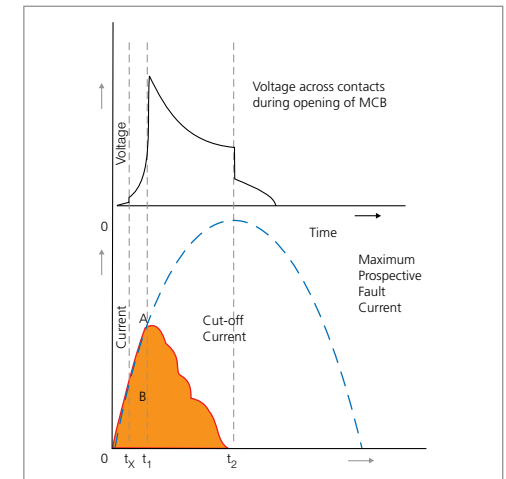 Voltage across contacts
during opening of MCB
Voltage
0
Time
Maximum
Prospective
Fault
Current
A
Cut-off
Current
Current
B
0
tX
t1
t2